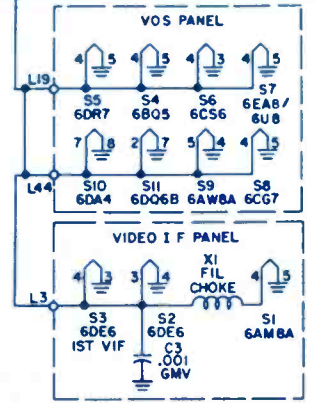 VOS PANEL
4 5 4 5 4 3 4 5
L19
S5 S4 S6 S7
6DR7 6BQ5 6CS6 6EA8/
6U8
7 8 2 7 5 4 4 5
L44
S10 S11 S9 S8
6DA4 6DQ6B 6AW8A 6CG7
VIDEO I F PANEL
X1
FIL
CHOKE
4 3 3 4 4 5
L3
S3 S2 S1
6DE6 6DE6 6AM8A
1ST VIF
C3
.001
GMV